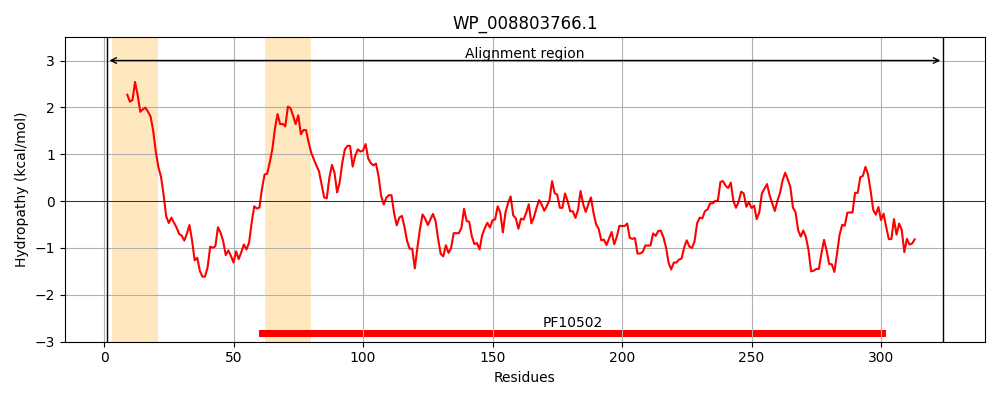 WP_008803766.1
Alignment region
3
2
1
0
−1
−2
−3
Hydropathy (kcal/mol)
PF10502
0 50 100 150 200 250 300
Residues